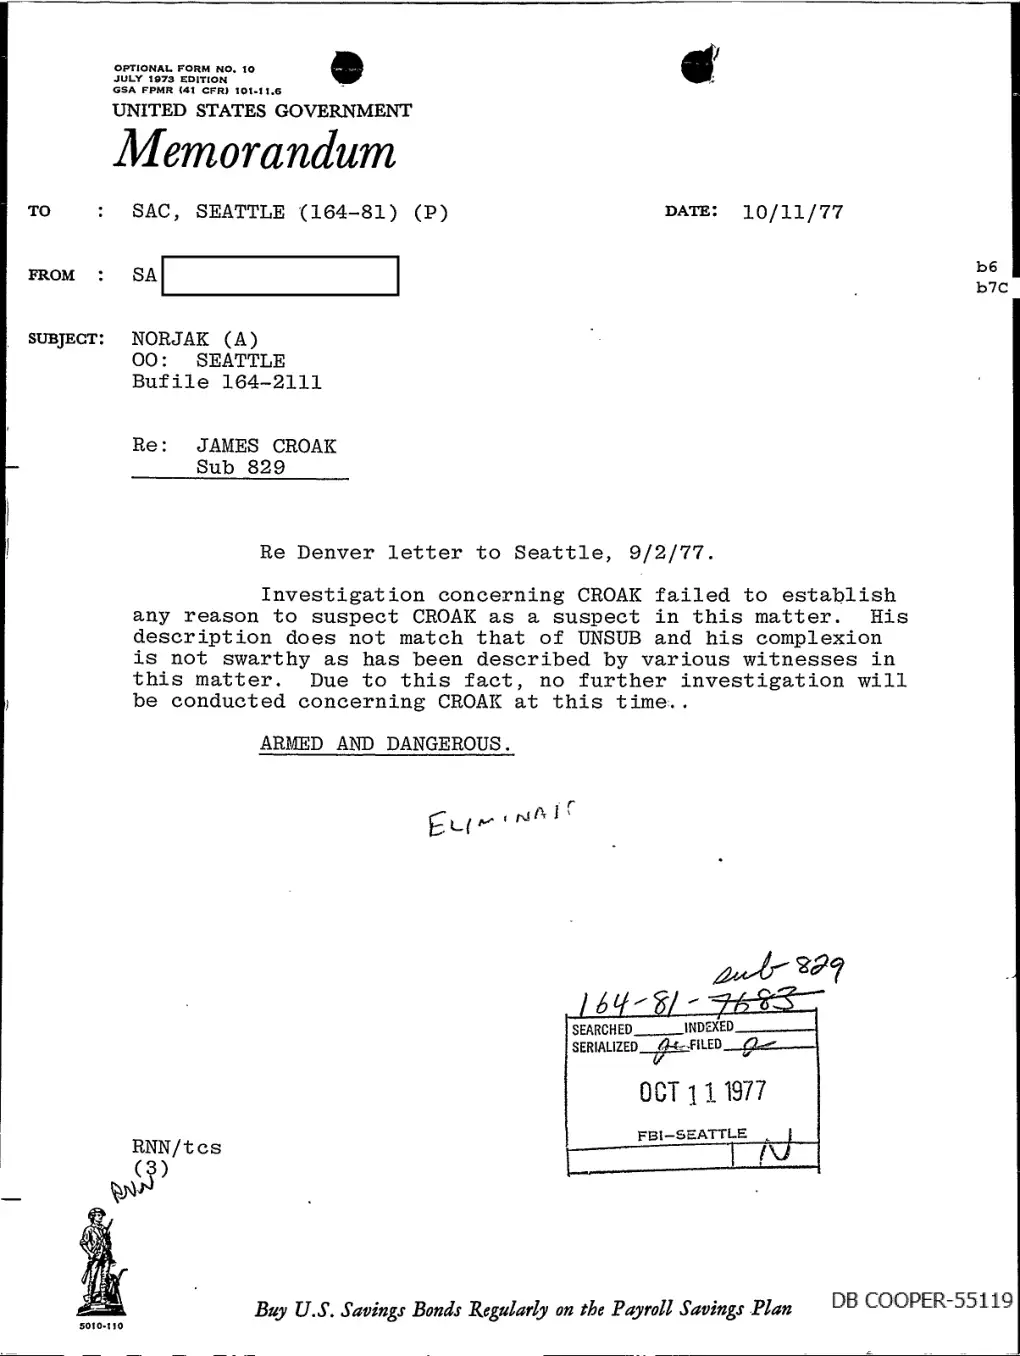 OPTIONAL FORM NO. 10
JULY 1973 EDITION
GSA FPMR (41 CFR) 101-11.6
UNITED STATES GOVERNMENT
Memorandum
TO : SAC, SEATTLE (164-81) (P) DATE: 10/11/77
FROM : SA
b6
b7C
SUBJECT: NORJAK (A)
OO: SEATTLE
Bufile 164-2111
Re: JAMES CROAK
Sub 829
Re Denver letter to Seattle, 9/2/77.
Investigation concerning CROAK failed to establish
any reason to suspect CROAK as a suspect in this matter. His
description does not match that of UNSUB and his complexion
is not swarthy as has been described by various witnesses in
this matter. Due to this fact, no further investigation will
be conducted concerning CROAK at this time..
ARMED AND DANGEROUS.
ELIMINATE
sub 829
164-81-7683
SEARCHED INDEXED
SERIALIZED FILED
OCT 11 1977
FBI-SEATTLE
N
RNN/tcs
(3)
RNN
5010-110
Buy U.S. Savings Bonds Regularly on the Payroll Savings Plan
DB COOPER-55119